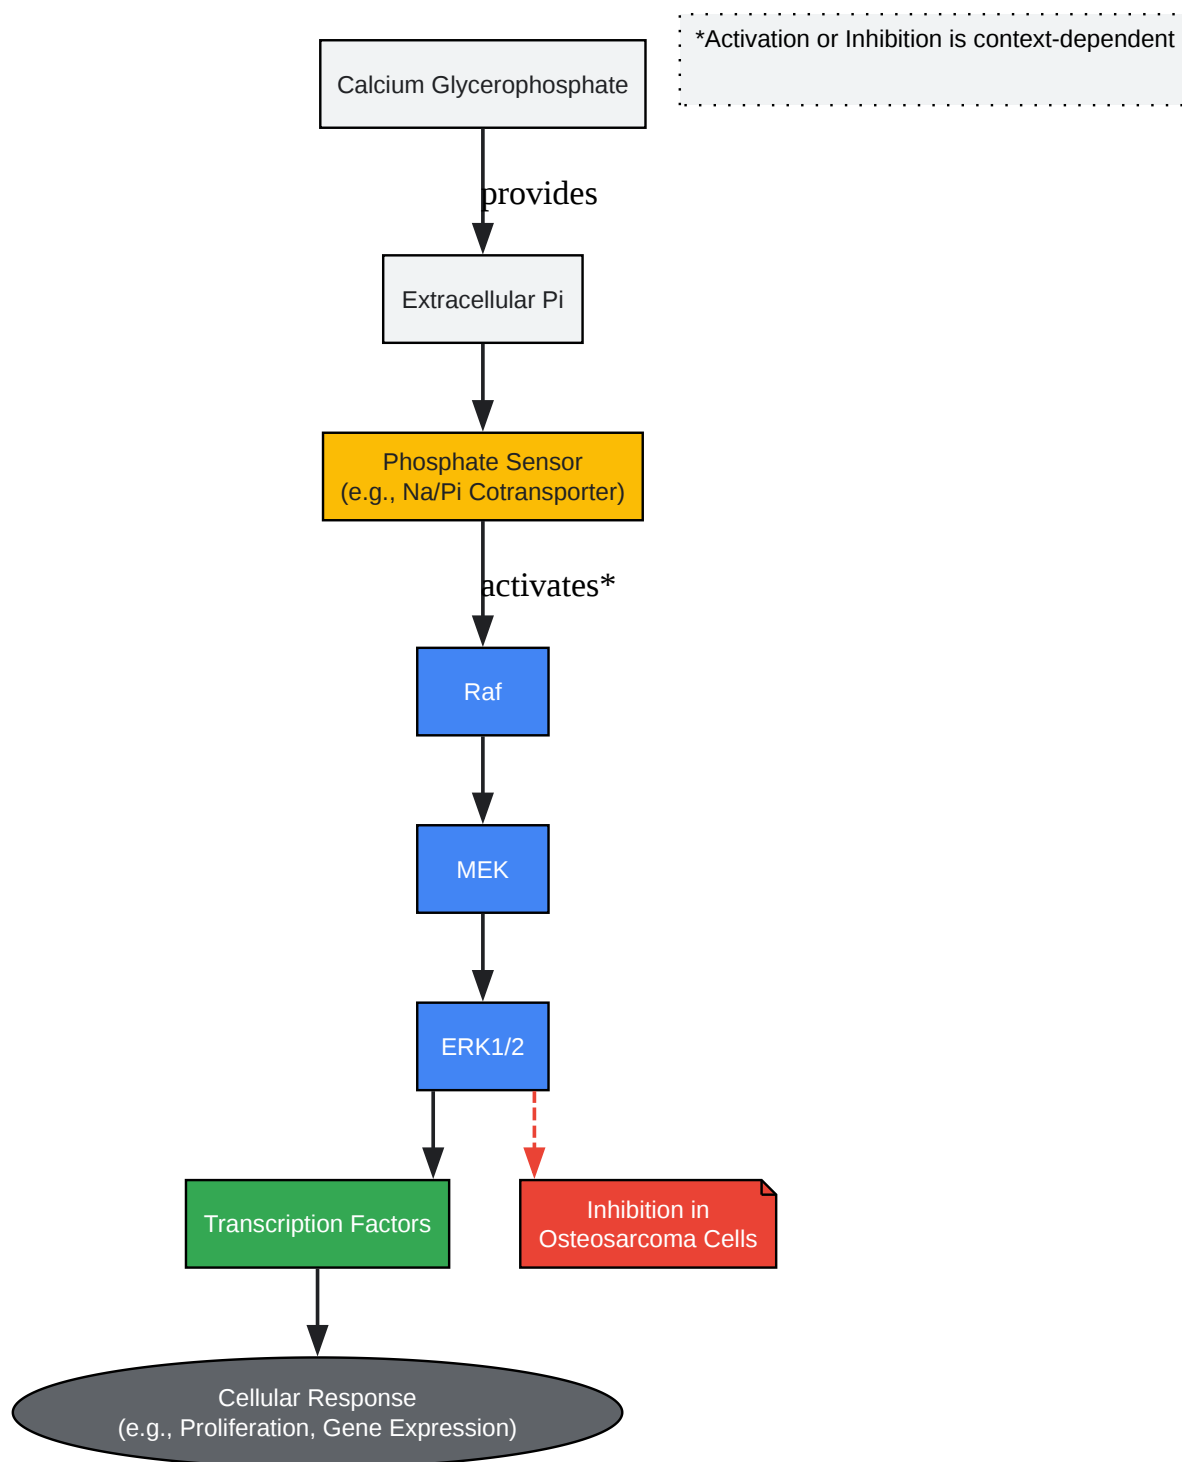 *Activation or Inhibition is context-dependent
Calcium Glycerophosphate
provides
Extracellular Pi
Phosphate Sensor
(e.g., Na/Pi Cotransporter)
activates*
Raf
MEK
ERK1/2
Transcription Factors
Inhibition in
Osteosarcoma Cells
Cellular Response
(e.g., Proliferation, Gene Expression)